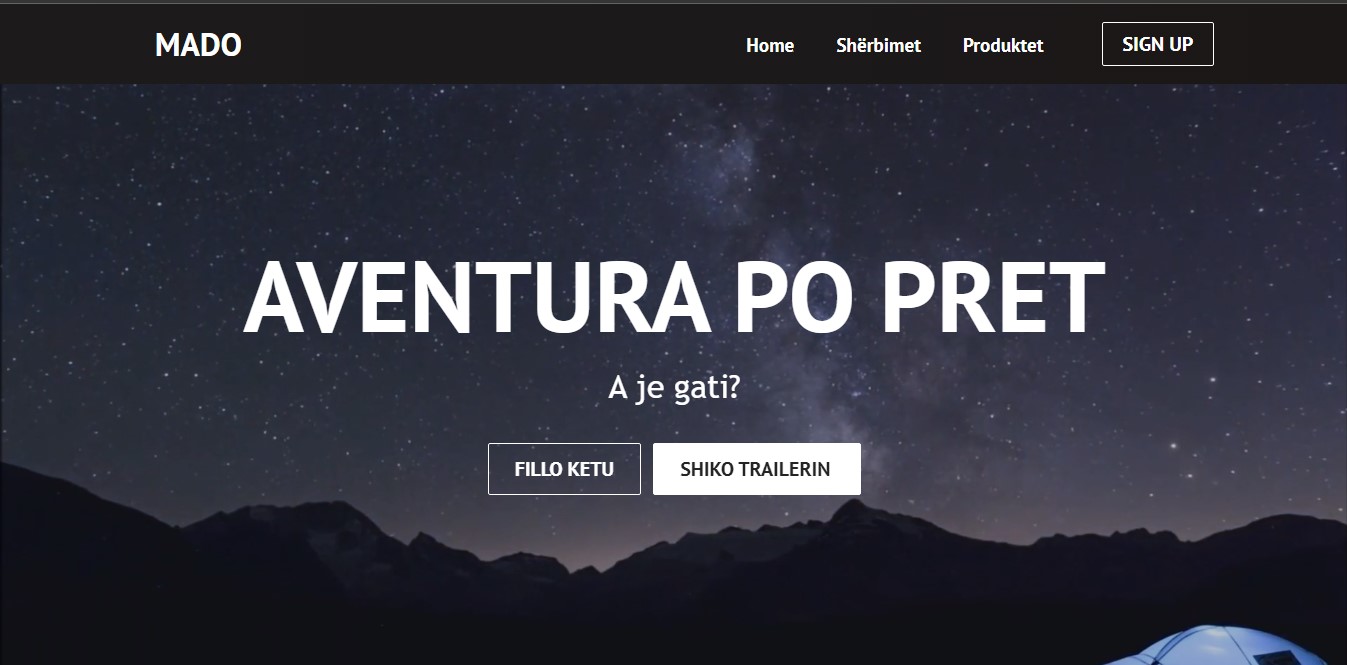 MADO
Home Shërbimet Produktet SIGN UP
AVENTURA PO PRET
A je gati?
FILLO KETU SHIKO TRAILERIN